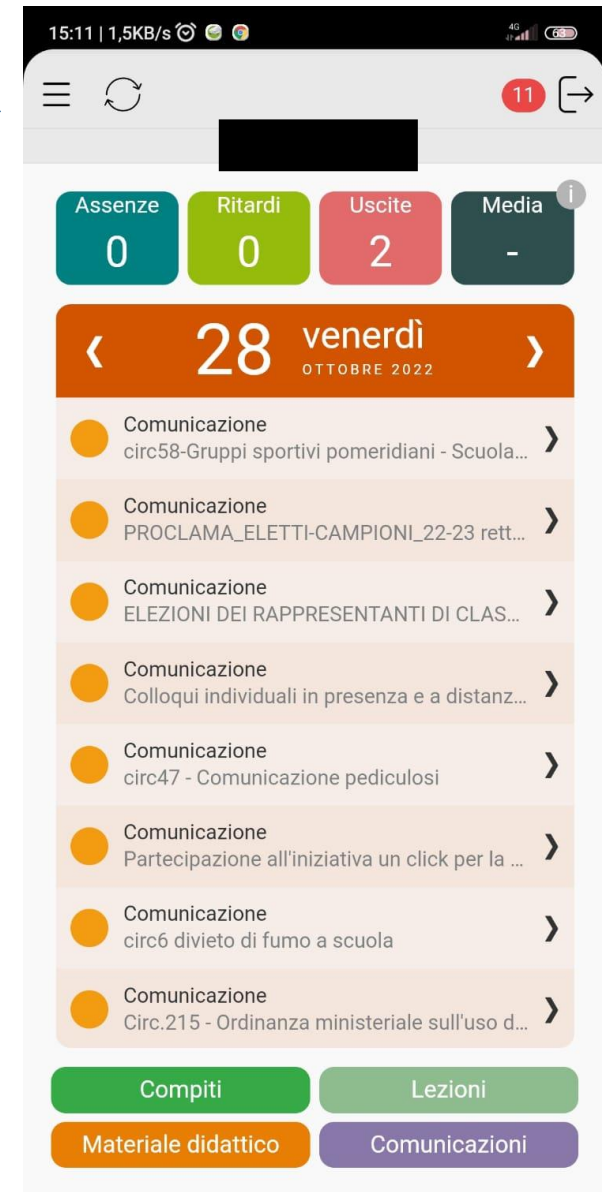 15:11 | 1,5KB/s
4G
63
11
Assenze
0
Ritardi
0
Uscite
2
Media
-
i
28 venerdì
OTTOBRE 2022
Comunicazione
circ58-Gruppi sportivi pomeridiani - Scuola...
Comunicazione
PROCLAMA_ELETTI-CAMPIONI_22-23 rett...
Comunicazione
ELEZIONI DEI RAPPRESENTANTI DI CLAS...
Comunicazione
Colloqui individuali in presenza e a distanz...
Comunicazione
circ47 - Comunicazione pediculosi
Comunicazione
Partecipazione all'iniziativa un click per la ...
Comunicazione
circ6 divieto di fumo a scuola
Comunicazione
Circ.215 - Ordinanza ministeriale sull'uso d...
Compiti
Lezioni
Materiale didattico
Comunicazioni